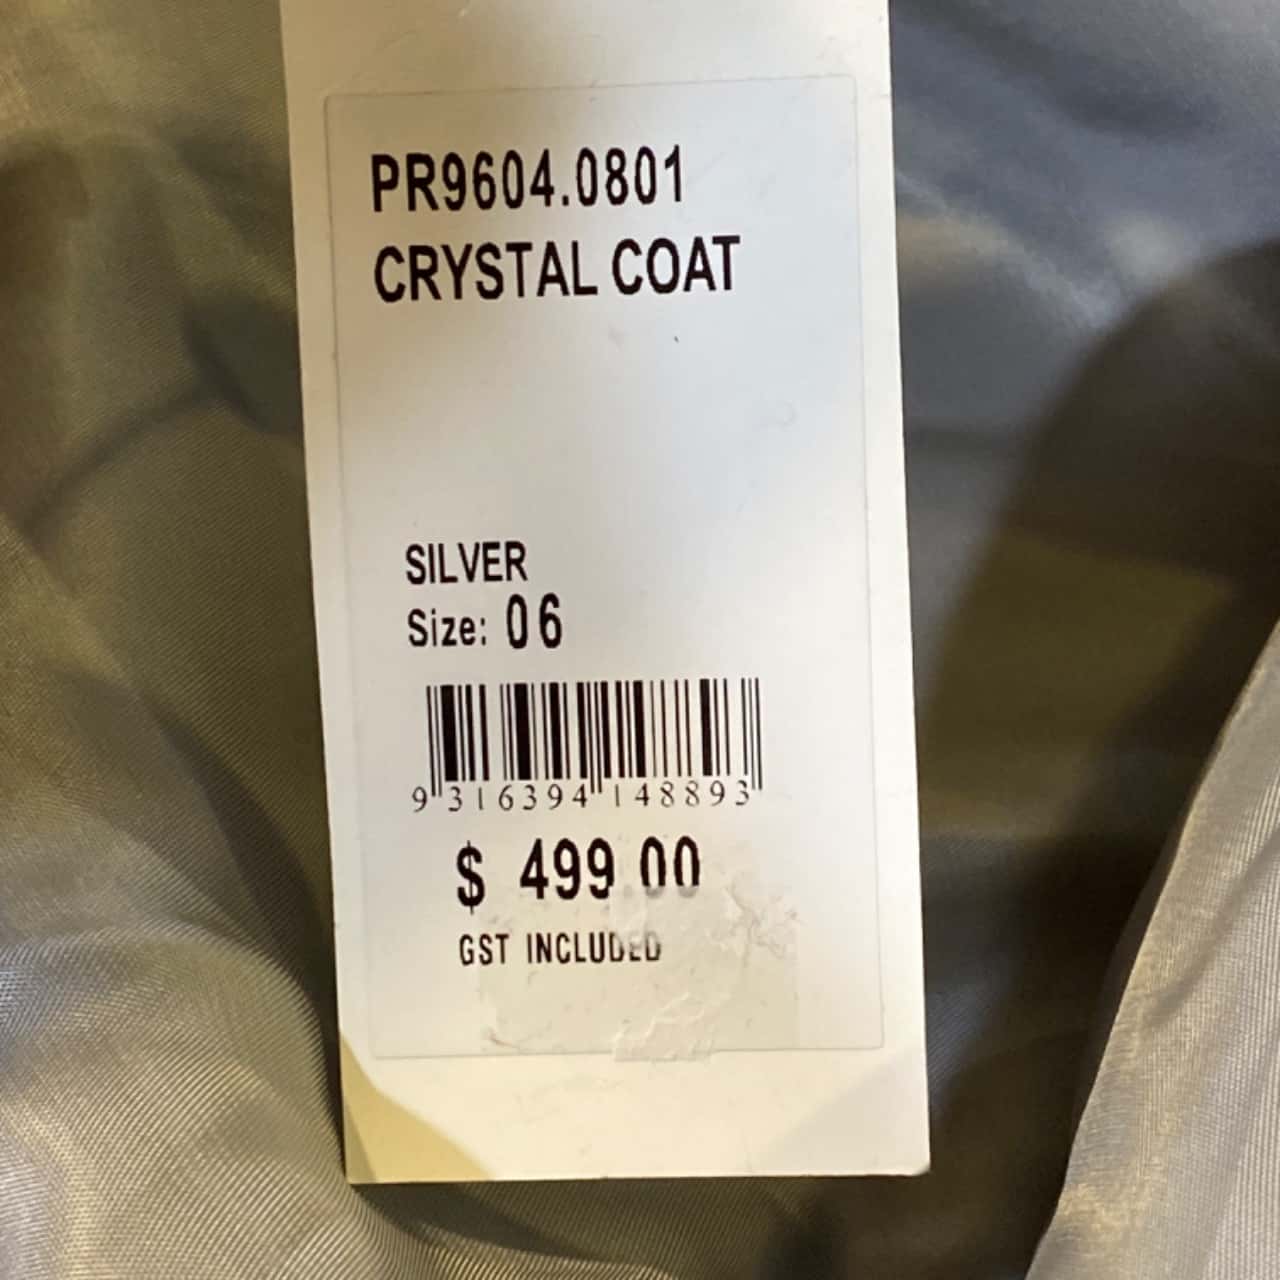 PR9604.0801
CRYSTAL COAT
SILVER
Size: 06
9 316394 148893
$ 499 00
GST INCLUDED